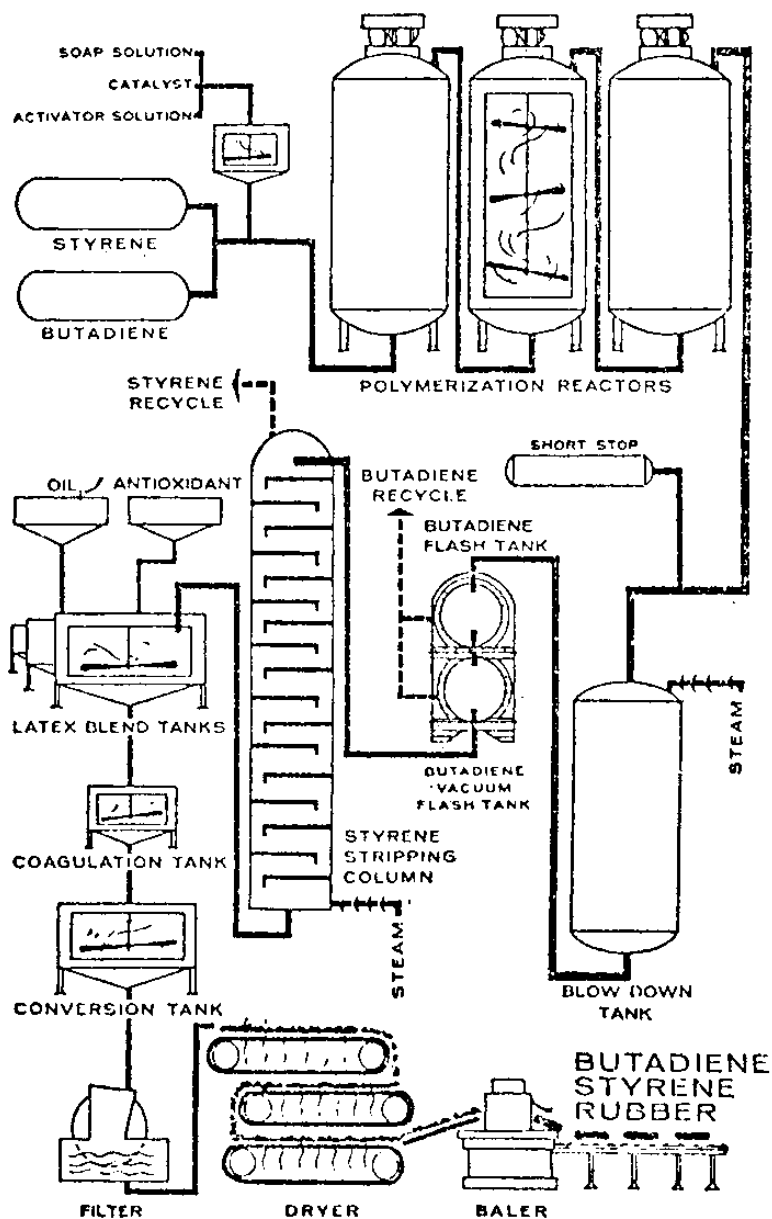 SOAP SOLUTION
CATALYST
ACTIVATOR SOLUTION
STYRENE
BUTADIENE
POLYMERIZATION REACTORS
STYRENE
RECYCLE
SHORT STOP
OIL
ANTIOXIDANT
BUTADIENE
RECYCLE
BUTADIENE
FLASH TANK
LATEX BLEND TANKS
STEAM
BUTADIENE
VACUUM
FLASH TANK
COAGULATION TANK
STYRENE
STRIPPING
COLUMN
STEAM
CONVERSION TANK
BLOW DOWN
TANK
BUTADIENE
STYRENE
RUBBER
FILTER
DRYER
BALER